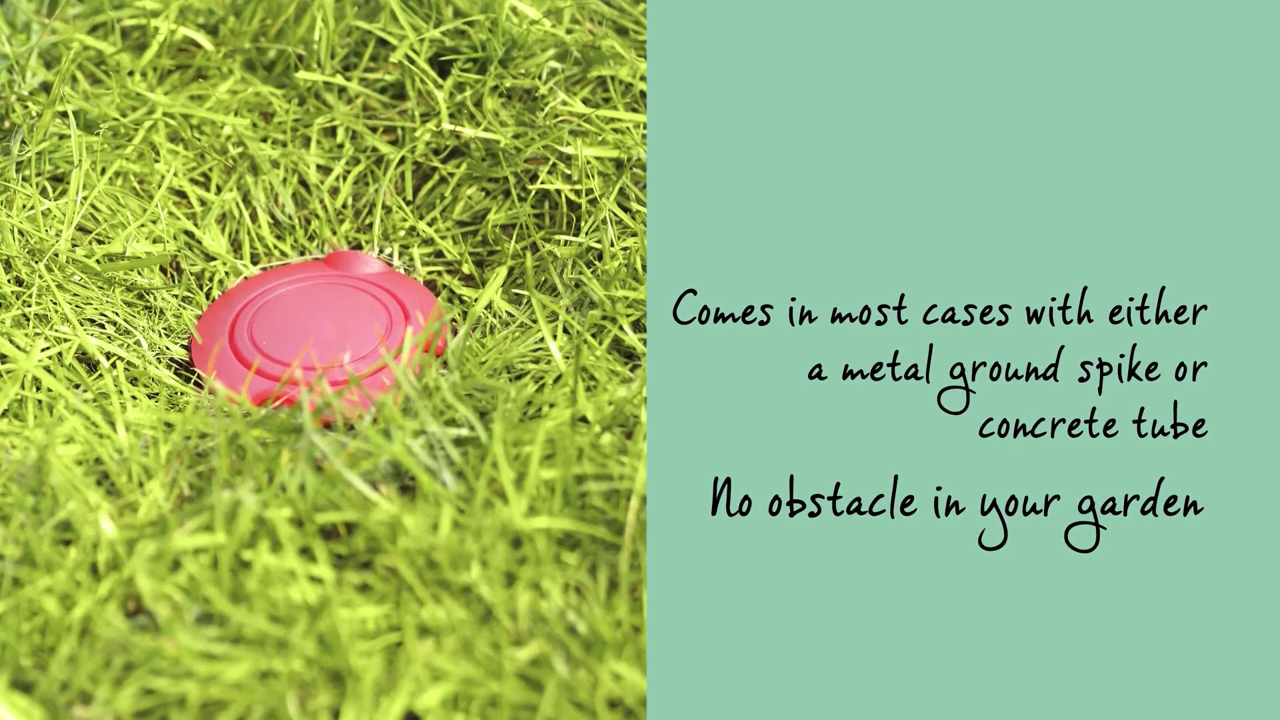 Comes in most cases with either
a metal ground spike or
concrete tube
No obstacle in your garden